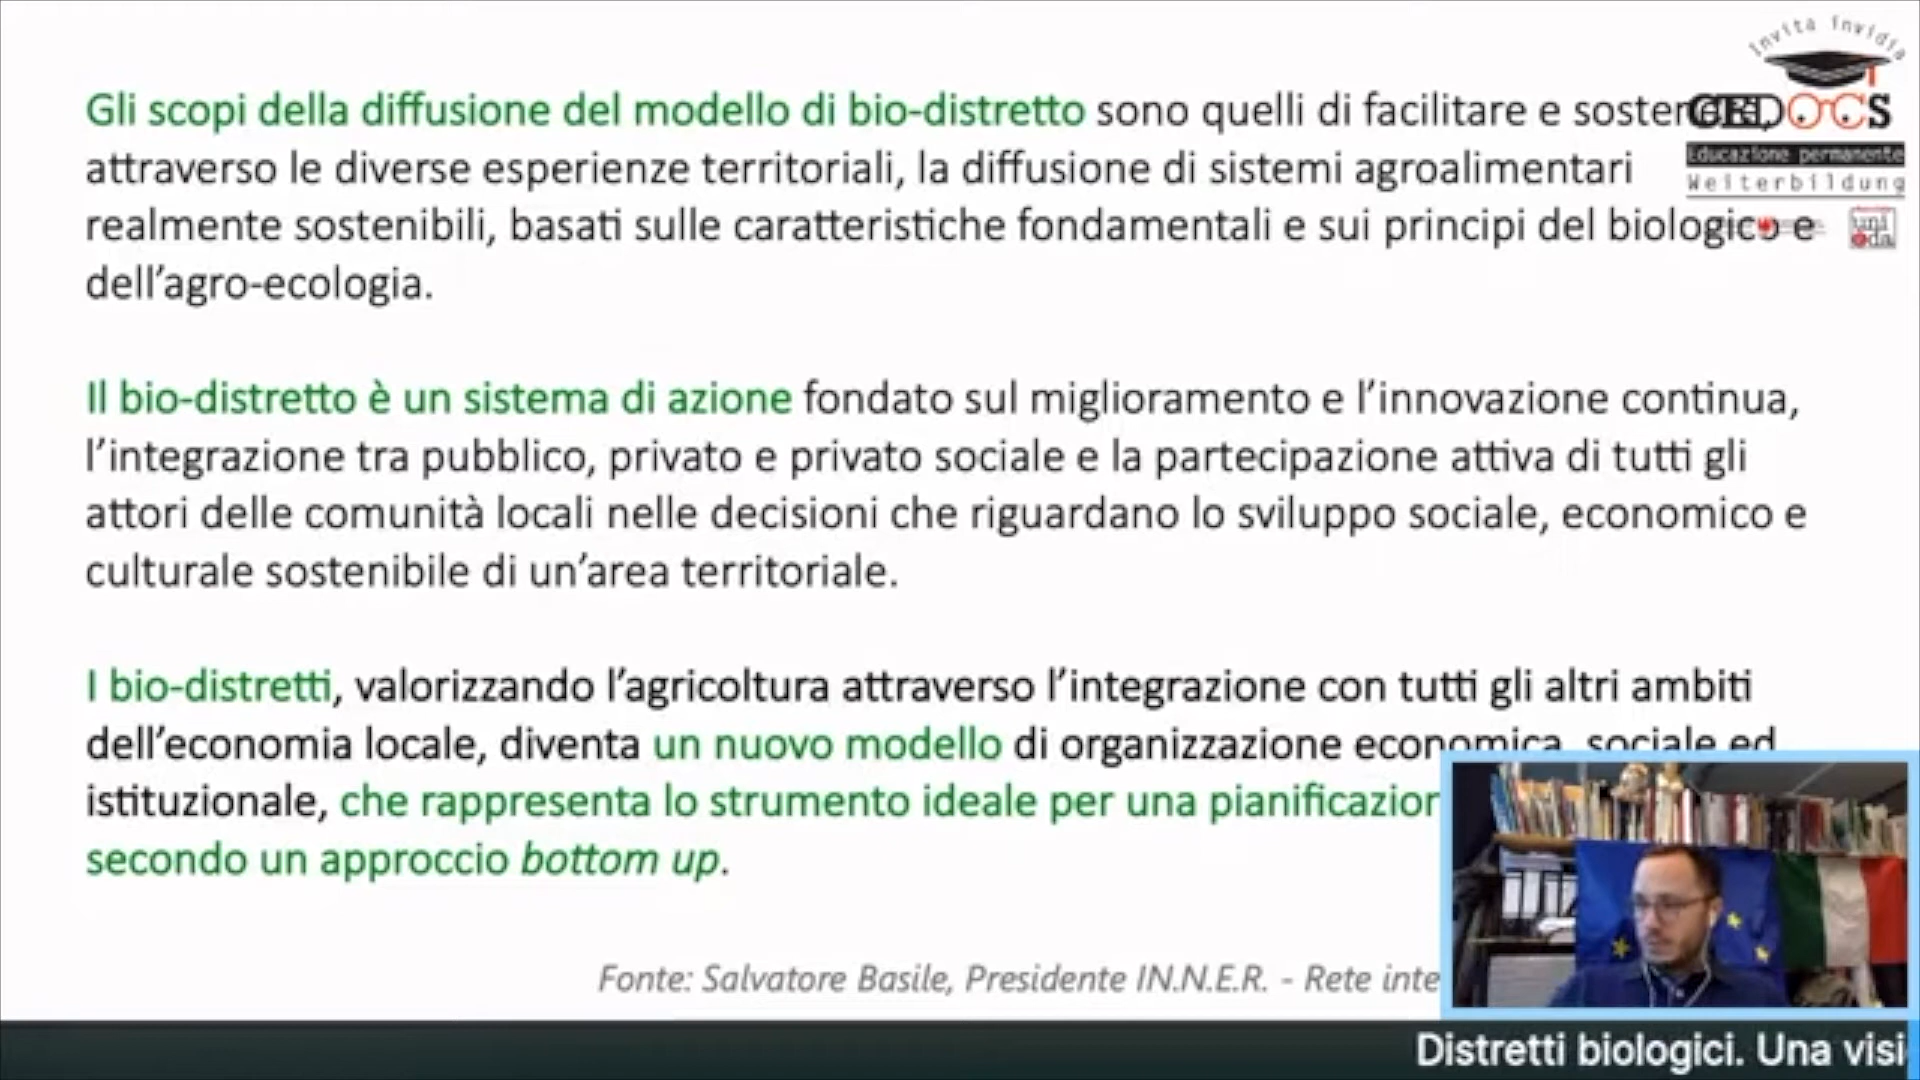 Invita invidia
Gli scopi della diffusione del modello di bio-distretto sono quelli di facilitare e
CEDOCS
attraverso le diverse esperienze territoriali, la diffusione di sistemi agroalimentari
Educazione permanente
Weiterbildung
realmente sostenibili, basati sulle caratteristiche fondamentali e sui principi del biologico e
uni
eda
dell'agro-ecologia.
Il bio-distretto è un sistema di azione fondato sul miglioramento e l'innovazione continua,
l'integrazione tra pubblico, privato e privato sociale e la partecipazione attiva di tutti gli
attori delle comunità locali nelle decisioni che riguardano lo sviluppo sociale, economico e
culturale sostenibile di un'area territoriale.
I bio-distretti, valorizzando l'agricoltura attraverso l'integrazione con tutti gli altri ambiti
dell'economia locale, diventa un nuovo modello di organizzazione economica, sociale ed
istituzionale, che rappresenta lo strumento ideale per una pianificazion
secondo un approccio bottom up.
Fonte: Salvatore Basile, Presidente IN.N.E.R. - Rete inte
Distretti biologici. Una visi